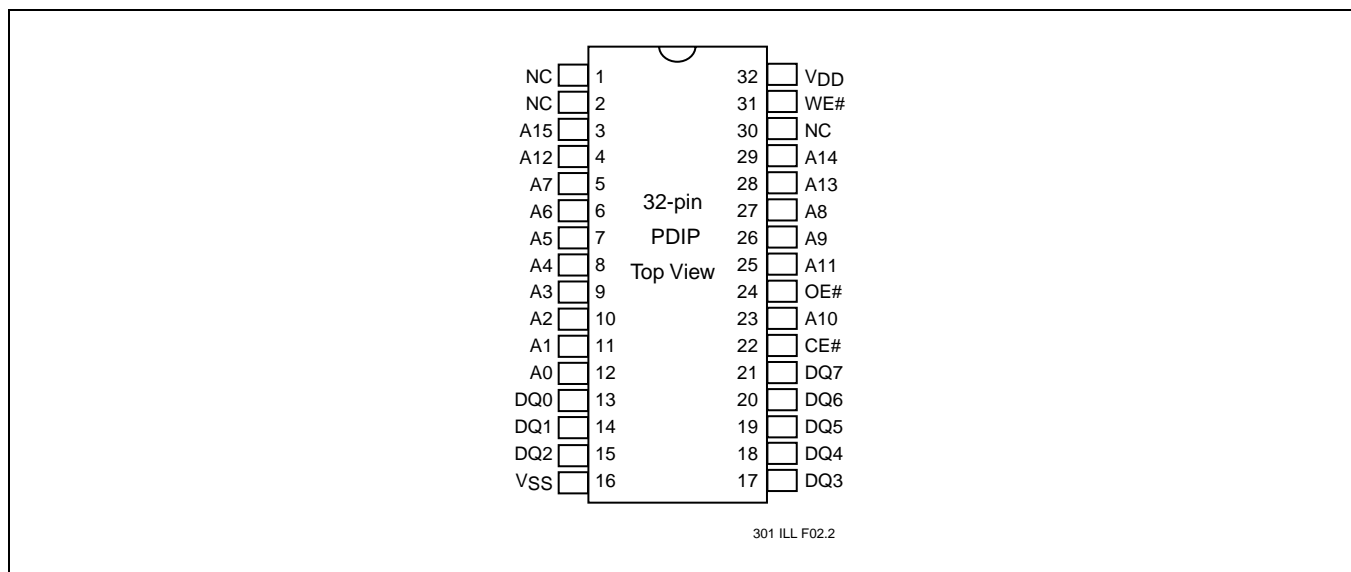 NC 1 32 VDD
NC 2 31 WE#
A15 3 30 NC
A12 4 29 A14
A7 5 28 A13
A6 6 27 A8
A5 7 26 A9
A4 8 25 A11
A3 9 24 OE#
A2 10 23 A10
A1 11 22 CE#
A0 12 21 DQ7
DQ0 13 20 DQ6
DQ1 14 19 DQ5
DQ2 15 18 DQ4
VSS 16 17 DQ3
32-pin
PDIP
Top View
301 ILL F02.2